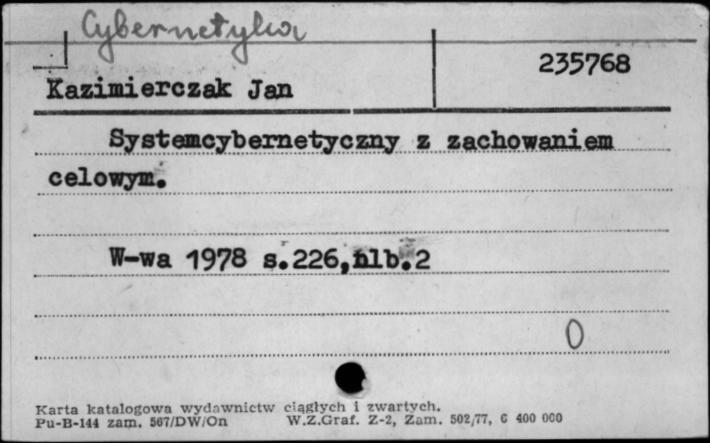 Cybernetyka
235768
Kazimierczak Jan
Systemcybernetyczny z zachowaniem
celowym.
W-wa 1978 s.226,nlb.2
0
Karta katalogowa wydawnictw ciągłych i zwartych.
Pu-B-144 zam. 567/DW/On W.Z.Graf. Z-2, Zam. 502/77, C 400 000